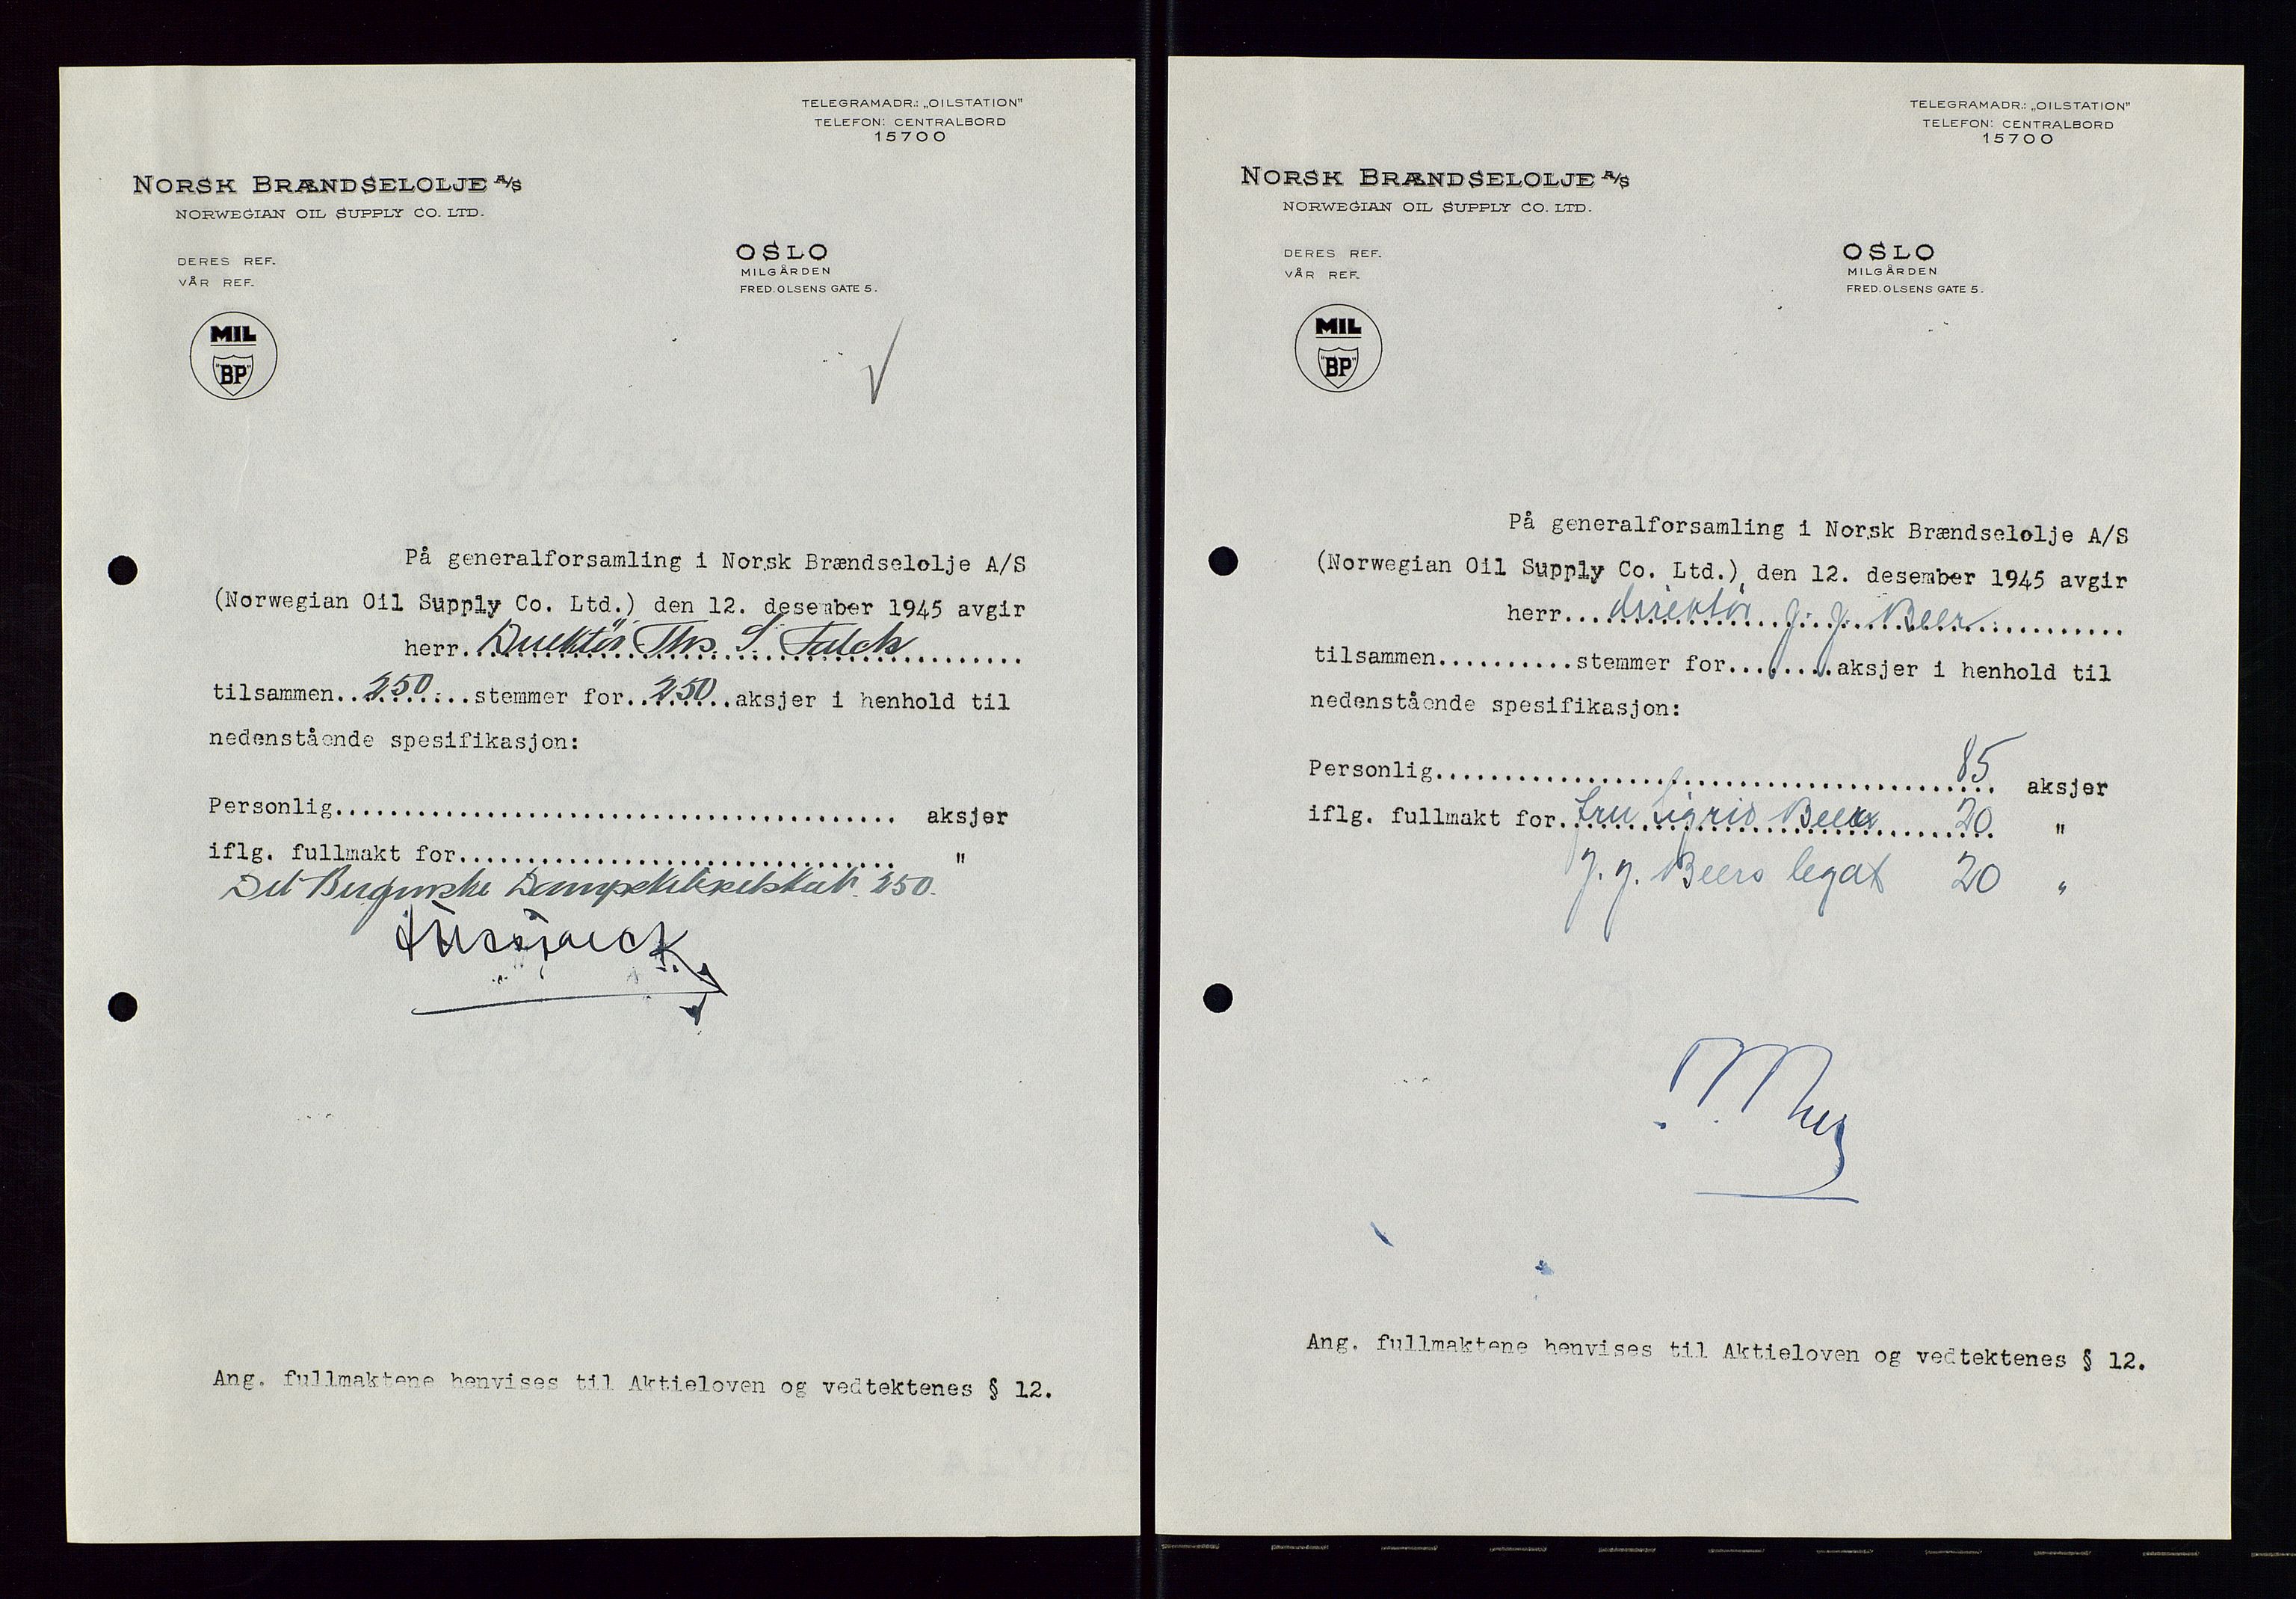 TELEGRAMADR.: „OILSTATION"
TELEFON: CENTRALBORD
15700
NORSK BRÆNDSELOLJE A/S
NORWEGIAN OIL SUPPLY CO. LTD.
DERES REF.
VÅR REF.
OSLO
MILGÅRDEN
FRED. OLSENS GATE 5.
MIL
"BP"
På generalforsamling i Norsk Brændselolje A/S
(Norwegian Oil Supply Co. Ltd.) den 12. desember 1945 avgir
herr. Direktör Ths. S. Falck
tilsammen..250....stemmer for..250..aksjer i henhold til
nedenstående spesifikasjon:
Personlig......................................... aksjer
iflg. fullmakt for................................ "
Det Bergenske Dampskibselskab 250.
TELEGRAMADR.: „OILSTATION"
TELEFON: CENTRALBORD
15700
NORSK BRÆNDSELOLJE A/S
NORWEGIAN OIL SUPPLY CO. LTD.
DERES REF.
VÅR REF.
OSLO
MILGÅRDEN
FRED. OLSENS GATE 5.
MIL
"BP"
På generalforsamling i Norsk Brændselolje A/S
(Norwegian Oil Supply Co. Ltd.) den 12. desember 1945 avgir
herr... direktör J. J. Beer
tilsammen..........stemmer for........aksjer i henhold til
nedenstående spesifikasjon:
Personlig......................................... 85 aksjer
iflg. fullmakt for. fru Sigrid Beer 20 "
J. J. Beers legat 20 "
Ang. fullmaktene henvises til Aktieloven og vedtektenes § 12.
Ang. fullmaktene henvises til Aktieloven og vedtektenes § 12.